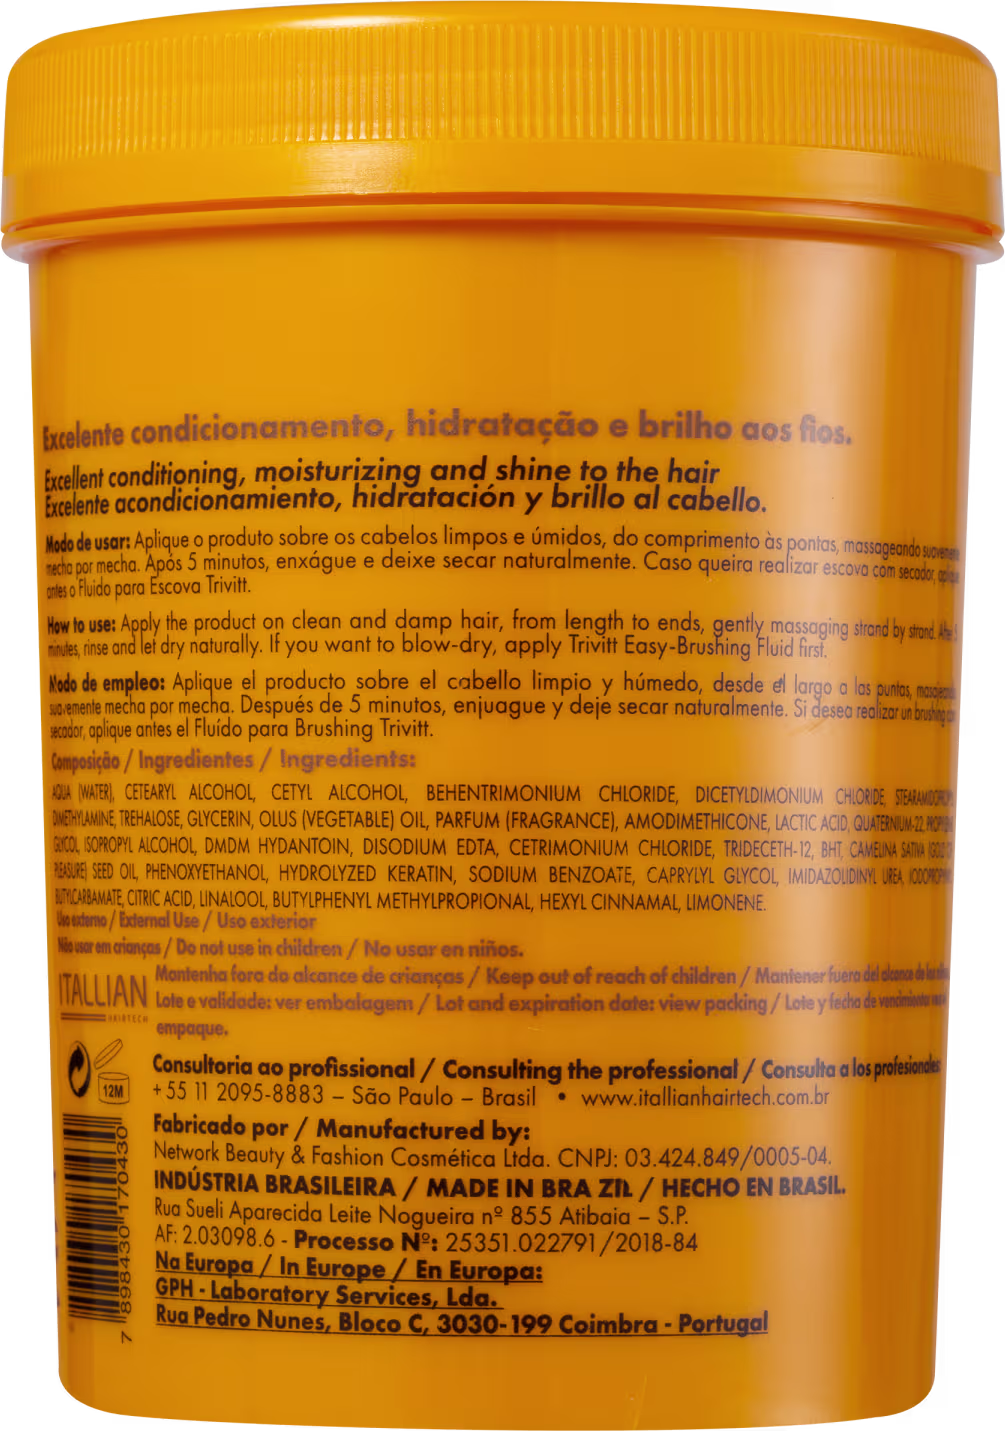 Excelente condicionamento, hidratação e brilho aos fios.
Excellent conditioning, moisturizing and shine to the hair
Excelente acondicionamiento, hidratación y brillo al cabello.
Modo de usar: Aplique o produto sobre os cabelos limpos e úmidos, do comprimento às pontas, massageando suavemente
mecha por mecha. Após 5 minutos, enxágue e deixe secar naturalmente. Caso queira realizar escova com secador, aplique
antes o Fluido para Escova Trivitt.
How to use: Apply the product on clean and damp hair, from length to ends, gently massaging strand by strand. After 5
minutes, rinse and let dry naturally. If you want to blow-dry, apply Trivitt Easy-Brushing Fluid first.
Modo de empleo: Aplique el producto sobre el cabello limpio y húmedo, desde el largo a las puntas, masajeando
suavemente mecha por mecha. Después de 5 minutos, enjuague y deje secar naturalmente. Si desea realizar un brushing con
secador, aplique antes el Fluído para Brushing Trivitt.
Composição / Ingredientes / Ingredients:
AQUA (WATER), CETEARYL ALCOHOL, CETYL ALCOHOL, BEHENTRIMONIUM CHLORIDE, DICETYLDIMONIUM CHLORIDE, STEARAMIDOPROPYL
DIMETHYLAMINE, TREHALOSE, GLYCERIN, OLUS (VEGETABLE) OIL, PARFUM (FRAGRANCE), AMODIMETHICONE, LACTIC ACID, QUATERNIUM-22, PROPYLENE
GLYCOL, ISOPROPYL ALCOHOL, DMDM HYDANTOIN, DISODIUM EDTA, CETRIMONIUM CHLORIDE, TRIDECETH-12, BHT, CAMELINA SATIVA (GOLD OF
PLEASURE) SEED OIL, PHENOXYETHANOL, HYDROLYZED KERATIN, SODIUM BENZOATE, CAPRYLYL GLYCOL, IMIDAZOLIDINYL UREA, IODOPROPYNYL
BUTYLCARBAMATE, CITRIC ACID, LINALOOL, BUTYLPHENYL METHYLPROPIONAL, HEXYL CINNAMAL, LIMONENE.
Uso externo / External Use / Uso exterior
Não usar em crianças / Do not use in children / No usar en niños.
Mantenha fora do alcance de crianças / Keep out of reach of children / Mantener fuera del alcance de los niños
ITALLIAN
HAIRTECH
Lote e validade: ver embalagem / Lot and expiration date: view packing / Lote y fecha de vencimiento:
empaque.
12M
Consultoria ao profissional / Consulting the professional / Consulta a los profesionales:
+55 11 2095-8883 – São Paulo – Brasil • www.itallianhairtech.com.br
Fabricado por / Manufactured by:
Network Beauty & Fashion Cosmética Ltda. CNPJ: 03.424.849/0005-04.
INDÚSTRIA BRASILEIRA / MADE IN BRA ZIL / HECHO EN BRASIL.
Rua Sueli Aparecida Leite Nogueira nº 855 Atibaia – S.P.
AF: 2.03098.6 - Processo Nº: 25351.022791/2018-84
Na Europa / In Europe / En Europa:
GPH - Laboratory Services, Lda.
Rua Pedro Nunes, Bloco C, 3030-199 Coimbra - Portugal
7 898430 170430